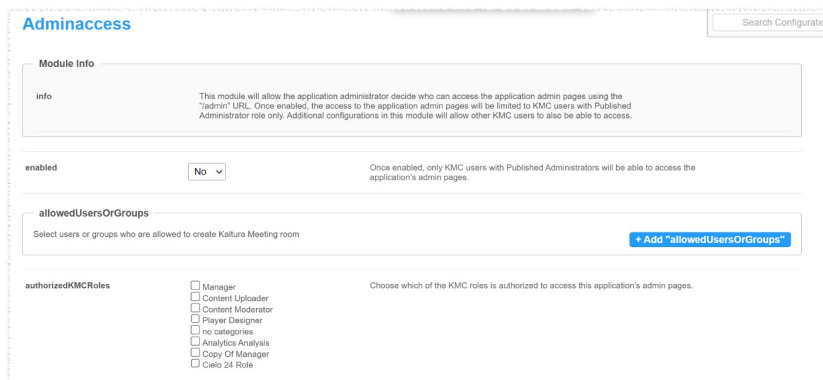 Adminaccess
Search Configuratio
Module Info
info
This module will allow the application administrator decide who can access the application admin pages using the
"/admin" URL. Once enabled, the access to the application admin pages will be limited to KMC users with Published
Administrator role only. Additional configurations in this module will allow other KMC users to also be able to access.
enabled
No
Once enabled, only KMC users with Published Administrators will be able to access the
application's admin pages.
allowedUsersOrGroups
Select users or groups who are allowed to create Kaltura Meeting room
+ Add "allowedUsersOrGroups"
authorizedKMCRoles
Manager
Content Uploader
Content Moderator
Player Designer
no categories
Analytics Analysis
Copy Of Manager
Cielo 24 Role
Choose which of the KMC roles is authorized to access this application's admin pages.